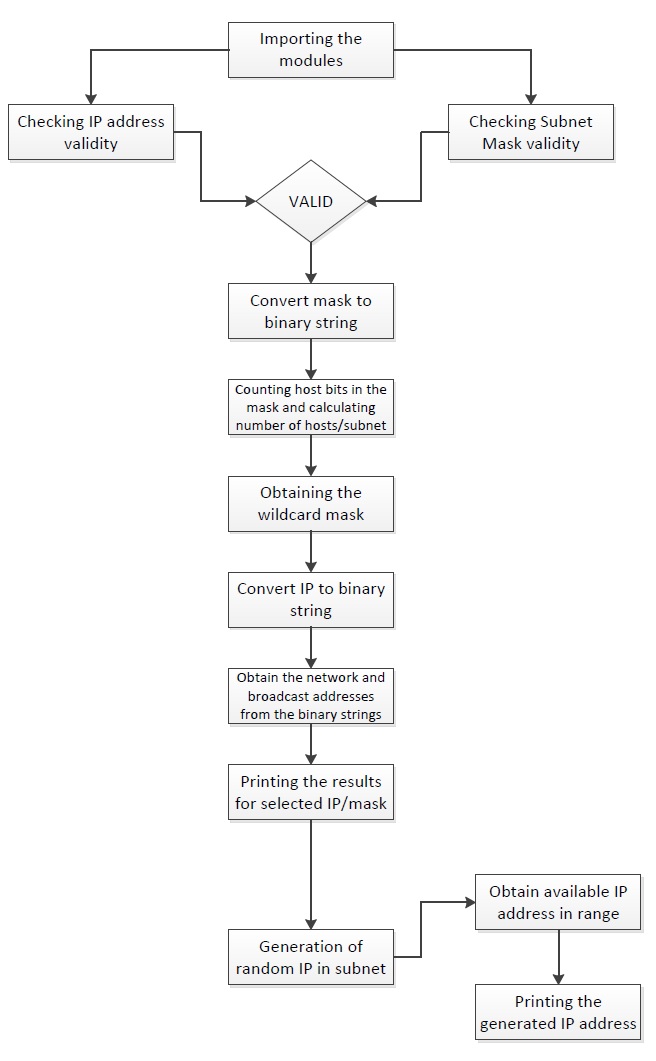 Importing the
modules
Checking IP address
validity
Checking Subnet
Mask validity
VALID
Convert mask to
binary string
Counting host bits in the
mask and calculating
number of hosts/subnet
Obtaining the
wildcard mask
Convert IP to binary
string
Obtain the network and
broadcast addresses
from the binary strings
Printing the results
for selected IP/mask
Generation of
random IP in subnet
Obtain available IP
address in range
Printing the
generated IP address